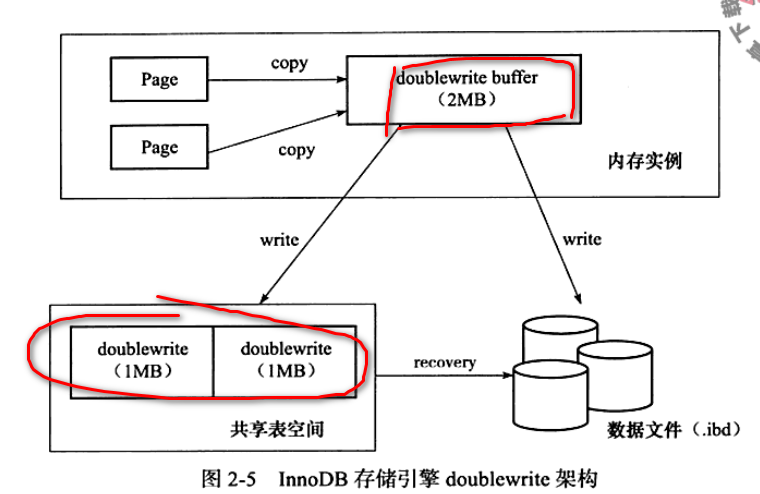 copy
Page
doublewrite buffer
（2MB）
Page
copy
内存实例
write
write
doublewrite
（1MB）
doublewrite
（1MB）
recovery
共享表空间
数据文件（.ibd）
图 2-5 InnoDB 存储引擎 doublewrite 架构